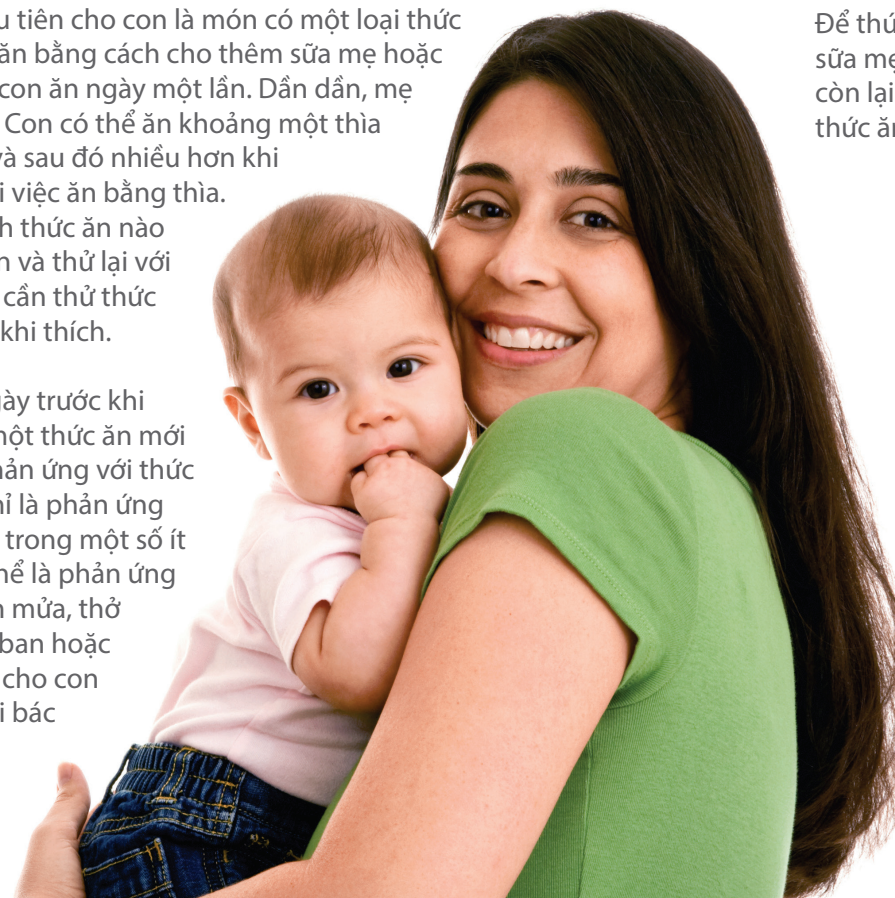 u tiên cho con là món có một loại thức
ăn bằng cách cho thêm sữa mẹ hoặc
con ăn ngày một lần. Dần dần, mẹ
Con có thể ăn khoảng một thìa
và sau đó nhiều hơn khi
i việc ăn bằng thìa.
h thức ăn nào
n và thử lại với
cần thử thức
khi thích.
gày trước khi
một thức ăn mới
hản ứng với thức
hỉ là phản ứng
trong một số ít
hể là phản ứng
n mửa, thở
ban hoặc
cho con
i bác
Để thứ
sữa mẹ
còn lại
thức ăn